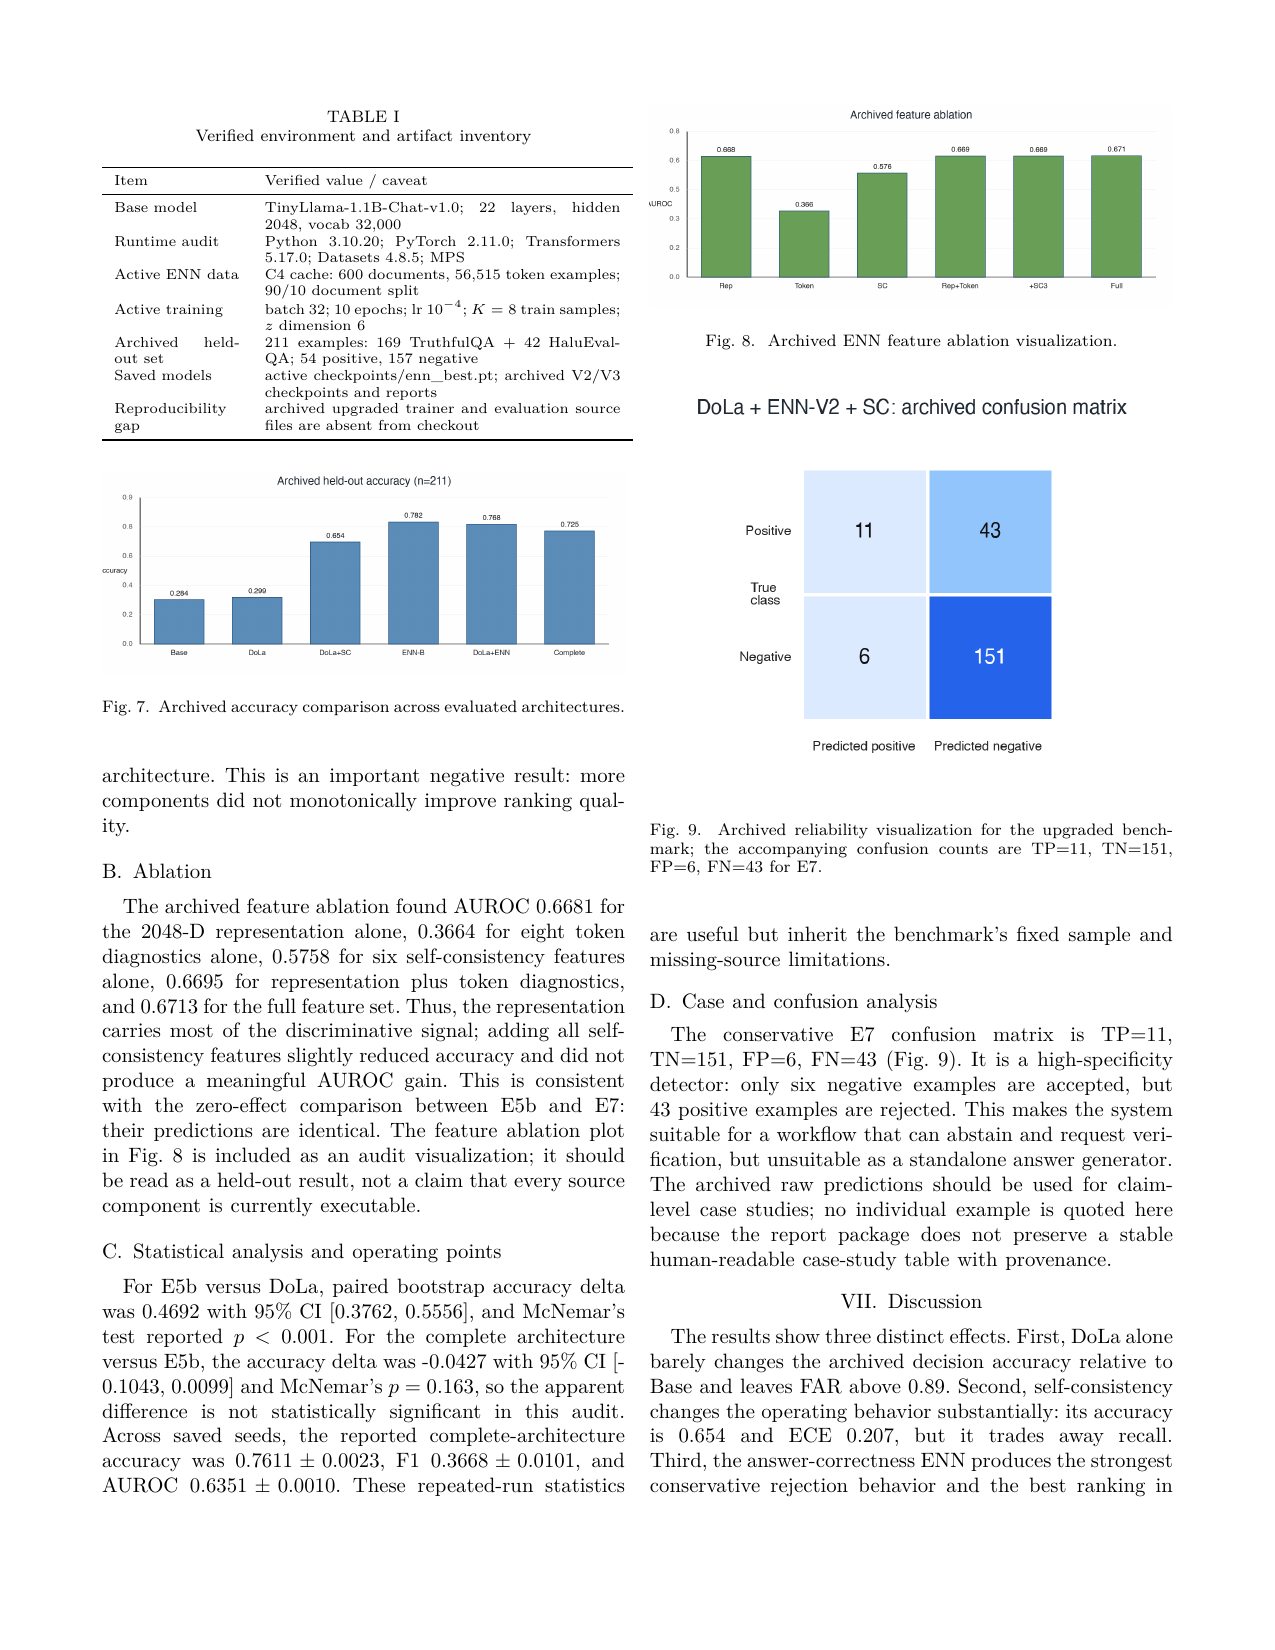 TABLE I
Verified environment and artifact inventory
Item Verified value / caveat
Base model TinyLlama-1.1B-Chat-v1.0; 22 layers, hidden
2048, vocab 32,000
Runtime audit Python 3.10.20; PyTorch 2.11.0; Transformers
5.17.0; Datasets 4.8.5; MPS
Active ENN data C4 cache: 600 documents, 56,515 token examples;
90/10 document split
Active training batch 32; 10 epochs; lr 10⁻⁴; K = 8 train samples;
z dimension 6
Archived held- 211 examples: 169 TruthfulQA + 42 HaluEval-
out set QA; 54 positive, 157 negative
Saved models active checkpoints/enn_best.pt; archived V2/V3
checkpoints and reports
Reproducibility archived upgraded trainer and evaluation source
gap files are absent from checkout
Archived held-out accuracy (n=211)
0.9
0.8
0.6
0.4
0.2
0.0
ccuracy
0.284
0.299
0.654
0.782
0.768
0.725
Base DoLa DoLa+SC ENN-B DoLa+ENN Complete
Fig. 7. Archived accuracy comparison across evaluated architectures.
architecture. This is an important negative result: more
components did not monotonically improve ranking qual-
ity.
B. Ablation
The archived feature ablation found AUROC 0.6681 for
the 2048-D representation alone, 0.3664 for eight token
diagnostics alone, 0.5758 for six self-consistency features
alone, 0.6695 for representation plus token diagnostics,
and 0.6713 for the full feature set. Thus, the representation
carries most of the discriminative signal; adding all self-
consistency features slightly reduced accuracy and did not
produce a meaningful AUROC gain. This is consistent
with the zero-effect comparison between E5b and E7:
their predictions are identical. The feature ablation plot
in Fig. 8 is included as an audit visualization; it should
be read as a held-out result, not a claim that every source
component is currently executable.
C. Statistical analysis and operating points
For E5b versus DoLa, paired bootstrap accuracy delta
was 0.4692 with 95% CI [0.3762, 0.5556], and McNemar's
test reported p < 0.001. For the complete architecture
versus E5b, the accuracy delta was -0.0427 with 95% CI [-
0.1043, 0.0099] and McNemar's p = 0.163, so the apparent
difference is not statistically significant in this audit.
Across saved seeds, the reported complete-architecture
accuracy was 0.7611 ± 0.0023, F1 0.3668 ± 0.0101, and
AUROC 0.6351 ± 0.0010. These repeated-run statistics
Archived feature ablation
0.8
0.6
0.5
0.3
0.2
0.0
AUROC
0.668
0.366
0.576
0.669
0.669
0.671
Rep Token SC Rep+Token +SC3 Full
Fig. 8. Archived ENN feature ablation visualization.
DoLa + ENN-V2 + SC: archived confusion matrix
Positive 11 43
True
class
Negative 6 151
Predicted positive Predicted negative
Fig. 9. Archived reliability visualization for the upgraded bench-
mark; the accompanying confusion counts are TP=11, TN=151,
FP=6, FN=43 for E7.
are useful but inherit the benchmark's fixed sample and
missing-source limitations.
D. Case and confusion analysis
The conservative E7 confusion matrix is TP=11,
TN=151, FP=6, FN=43 (Fig. 9). It is a high-specificity
detector: only six negative examples are accepted, but
43 positive examples are rejected. This makes the system
suitable for a workflow that can abstain and request veri-
fication, but unsuitable as a standalone answer generator.
The archived raw predictions should be used for claim-
level case studies; no individual example is quoted here
because the report package does not preserve a stable
human-readable case-study table with provenance.
VII. Discussion
The results show three distinct effects. First, DoLa alone
barely changes the archived decision accuracy relative to
Base and leaves FAR above 0.89. Second, self-consistency
changes the operating behavior substantially: its accuracy
is 0.654 and ECE 0.207, but it trades away recall.
Third, the answer-correctness ENN produces the strongest
conservative rejection behavior and the best ranking in